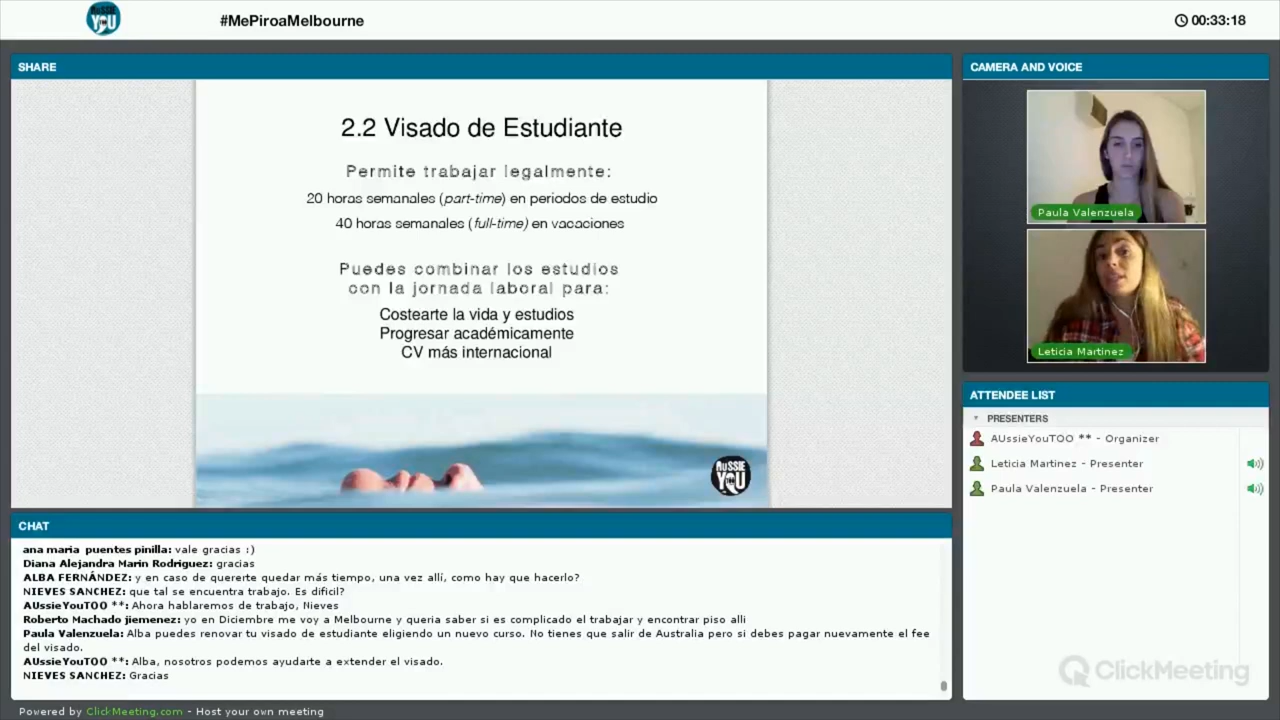 AUSSIE
YOU
TOO
#MePiroaMelbourne
00:33:18
SHARE
2.2 Visado de Estudiante
Permite trabajar legalmente:
20 horas semanales (part-time) en periodos de estudio
40 horas semanales (full-time) en vacaciones
Puedes combinar los estudios
con la jornada laboral para:
Costearte la vida y estudios
Progresar académicamente
CV más internacional
AUSSIE
YOU
CAMERA AND VOICE
Paula Valenzuela
Leticia Martinez
ATTENDEE LIST
PRESENTERS
AUssieYouTOO ** - Organizer
Leticia Martinez - Presenter
Paula Valenzuela - Presenter
CHAT
ana maria puentes pinilla: vale gracias :)
Diana Alejandra Marin Rodriguez: gracias
ALBA FERNÁNDEZ: y en caso de quererte quedar más tiempo, una vez allí, como hay que hacerlo?
NIEVES SANCHEZ: que tal se encuentra trabajo. Es dificil?
AUssieYouTOO **: Ahora hablaremos de trabajo, Nieves
Roberto Machado jiemenez: yo en Diciembre me voy a Melbourne y queria saber si es complicado el trabajar y encontrar piso alli
Paula Valenzuela: Alba puedes renovar tu visado de estudiante eligiendo un nuevo curso. No tienes que salir de Australia pero si debes pagar nuevamente el fee
del visado.
AUssieYouTOO **: Alba, nosotros podemos ayudarte a extender el visado.
NIEVES SANCHEZ: Gracias
ClickMeeting
Powered by ClickMeeting.com - Host your own meeting